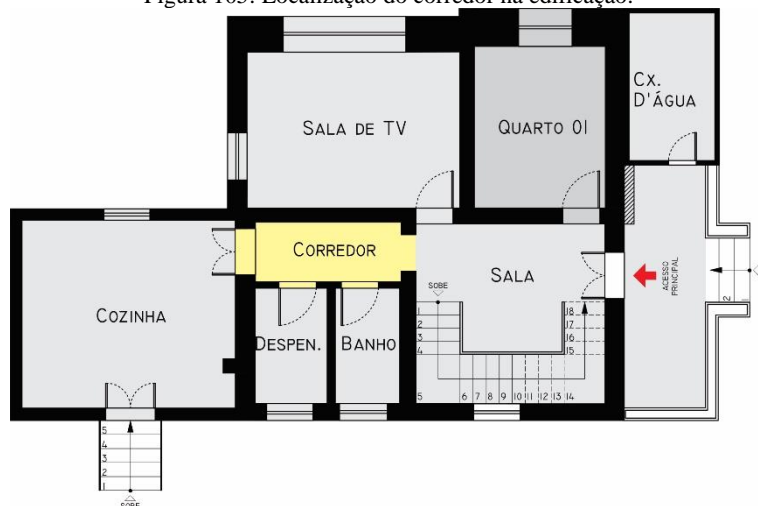 Figura 163: Localização do corredor na edificação.
CX.
D'ÁGUA
SALA DE TV
QUARTO 01
CORREDOR
SALA
ACESSO
PRINCIPAL
COZINHA
SOBE
DESPEN.
BANHO
1
2
3
4
5
6
7
8
9
10
11
12
13
14
15
16
17
18
1
2
5
4
3
2
1
SOBE